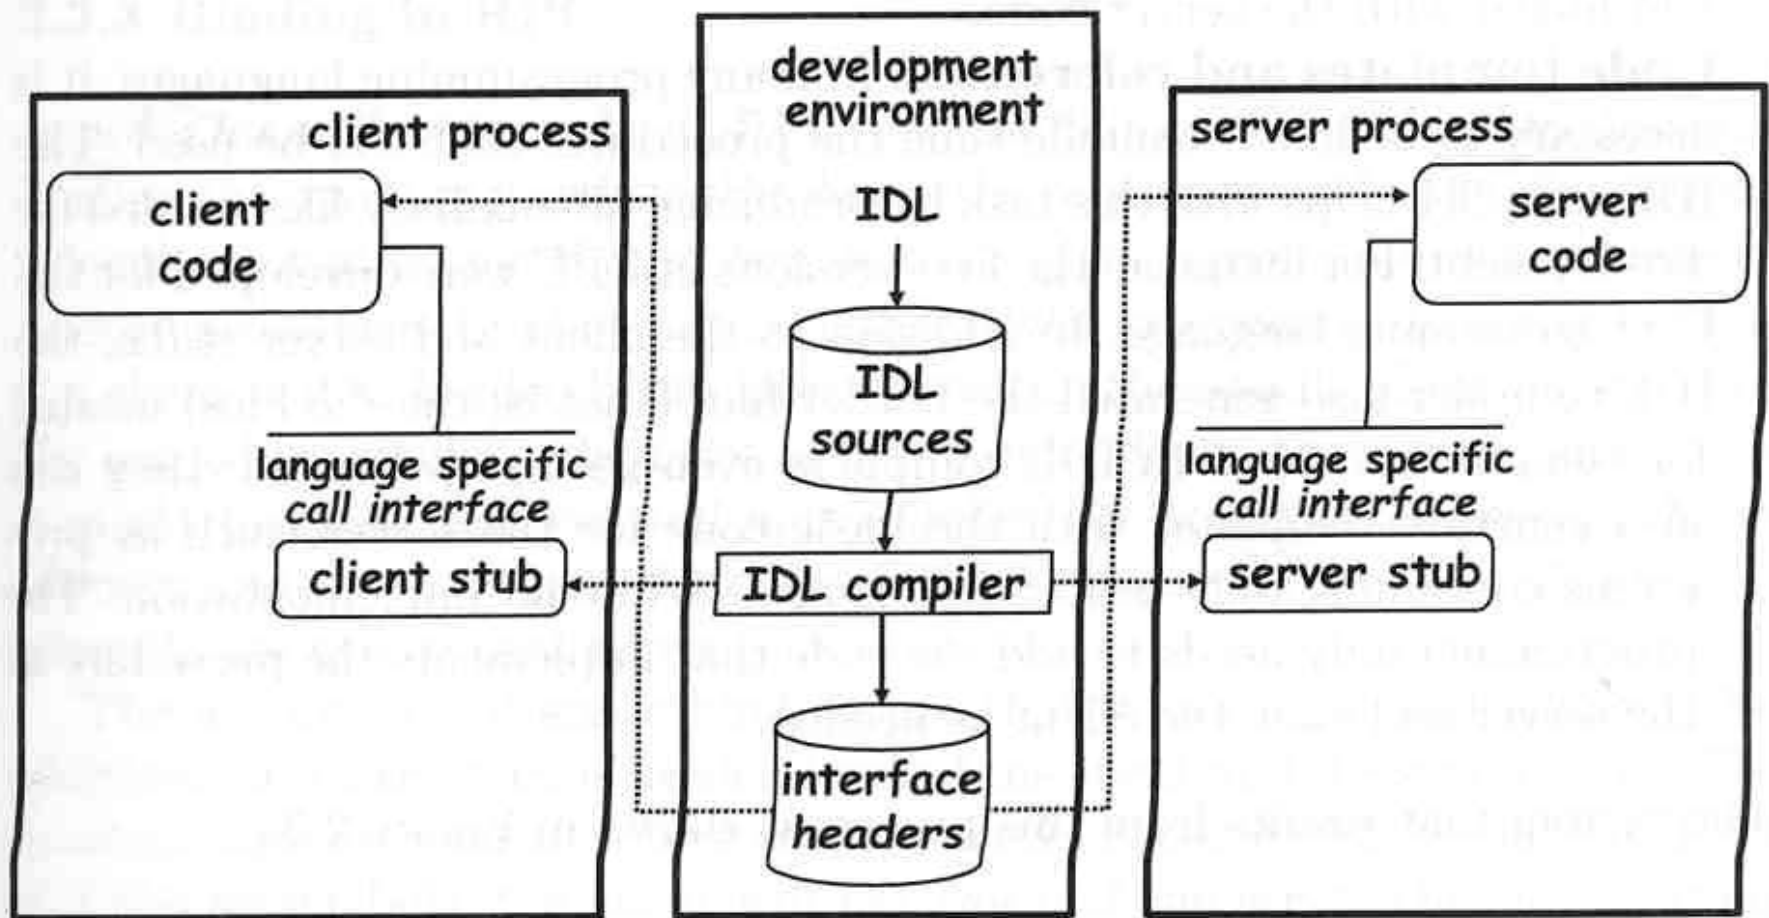 development
environment
client process
server process
client
code
IDL
server
code
IDL
sources
language specific
call interface
language specific
call interface
client stub
IDL compiler
server stub
interface
headers